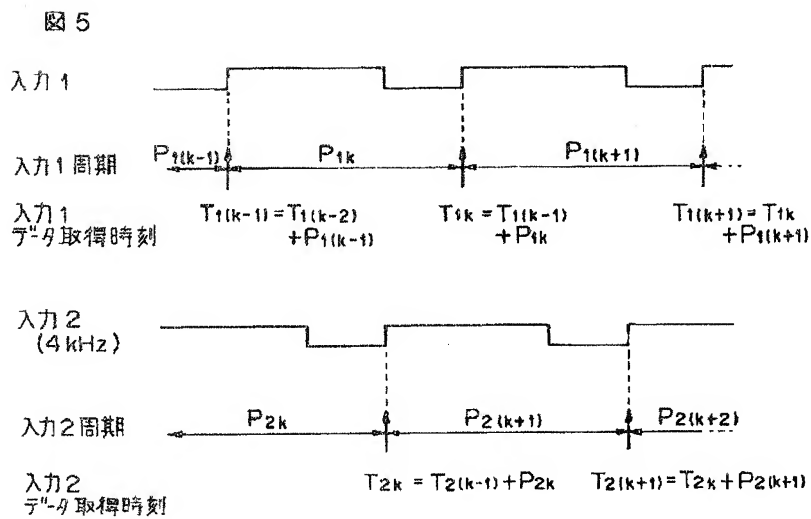 図5
入力1
入力1周期
P1(k-1)
P1k
P1(k+1)
入力1
データ取得時刻
T1(k-1)=T1(k-2)
+P1(k-1)
T1k=T1(k-1)
+P1k
T1(k+1)=T1k
+P1(k+1)
入力2
(4kHz)
入力2周期
P2k
P2(k+1)
P2(k+2)
入力2
データ取得時刻
T2k = T2(k-1)+P2k
T2(k+1)=T2k+P2(k+1)